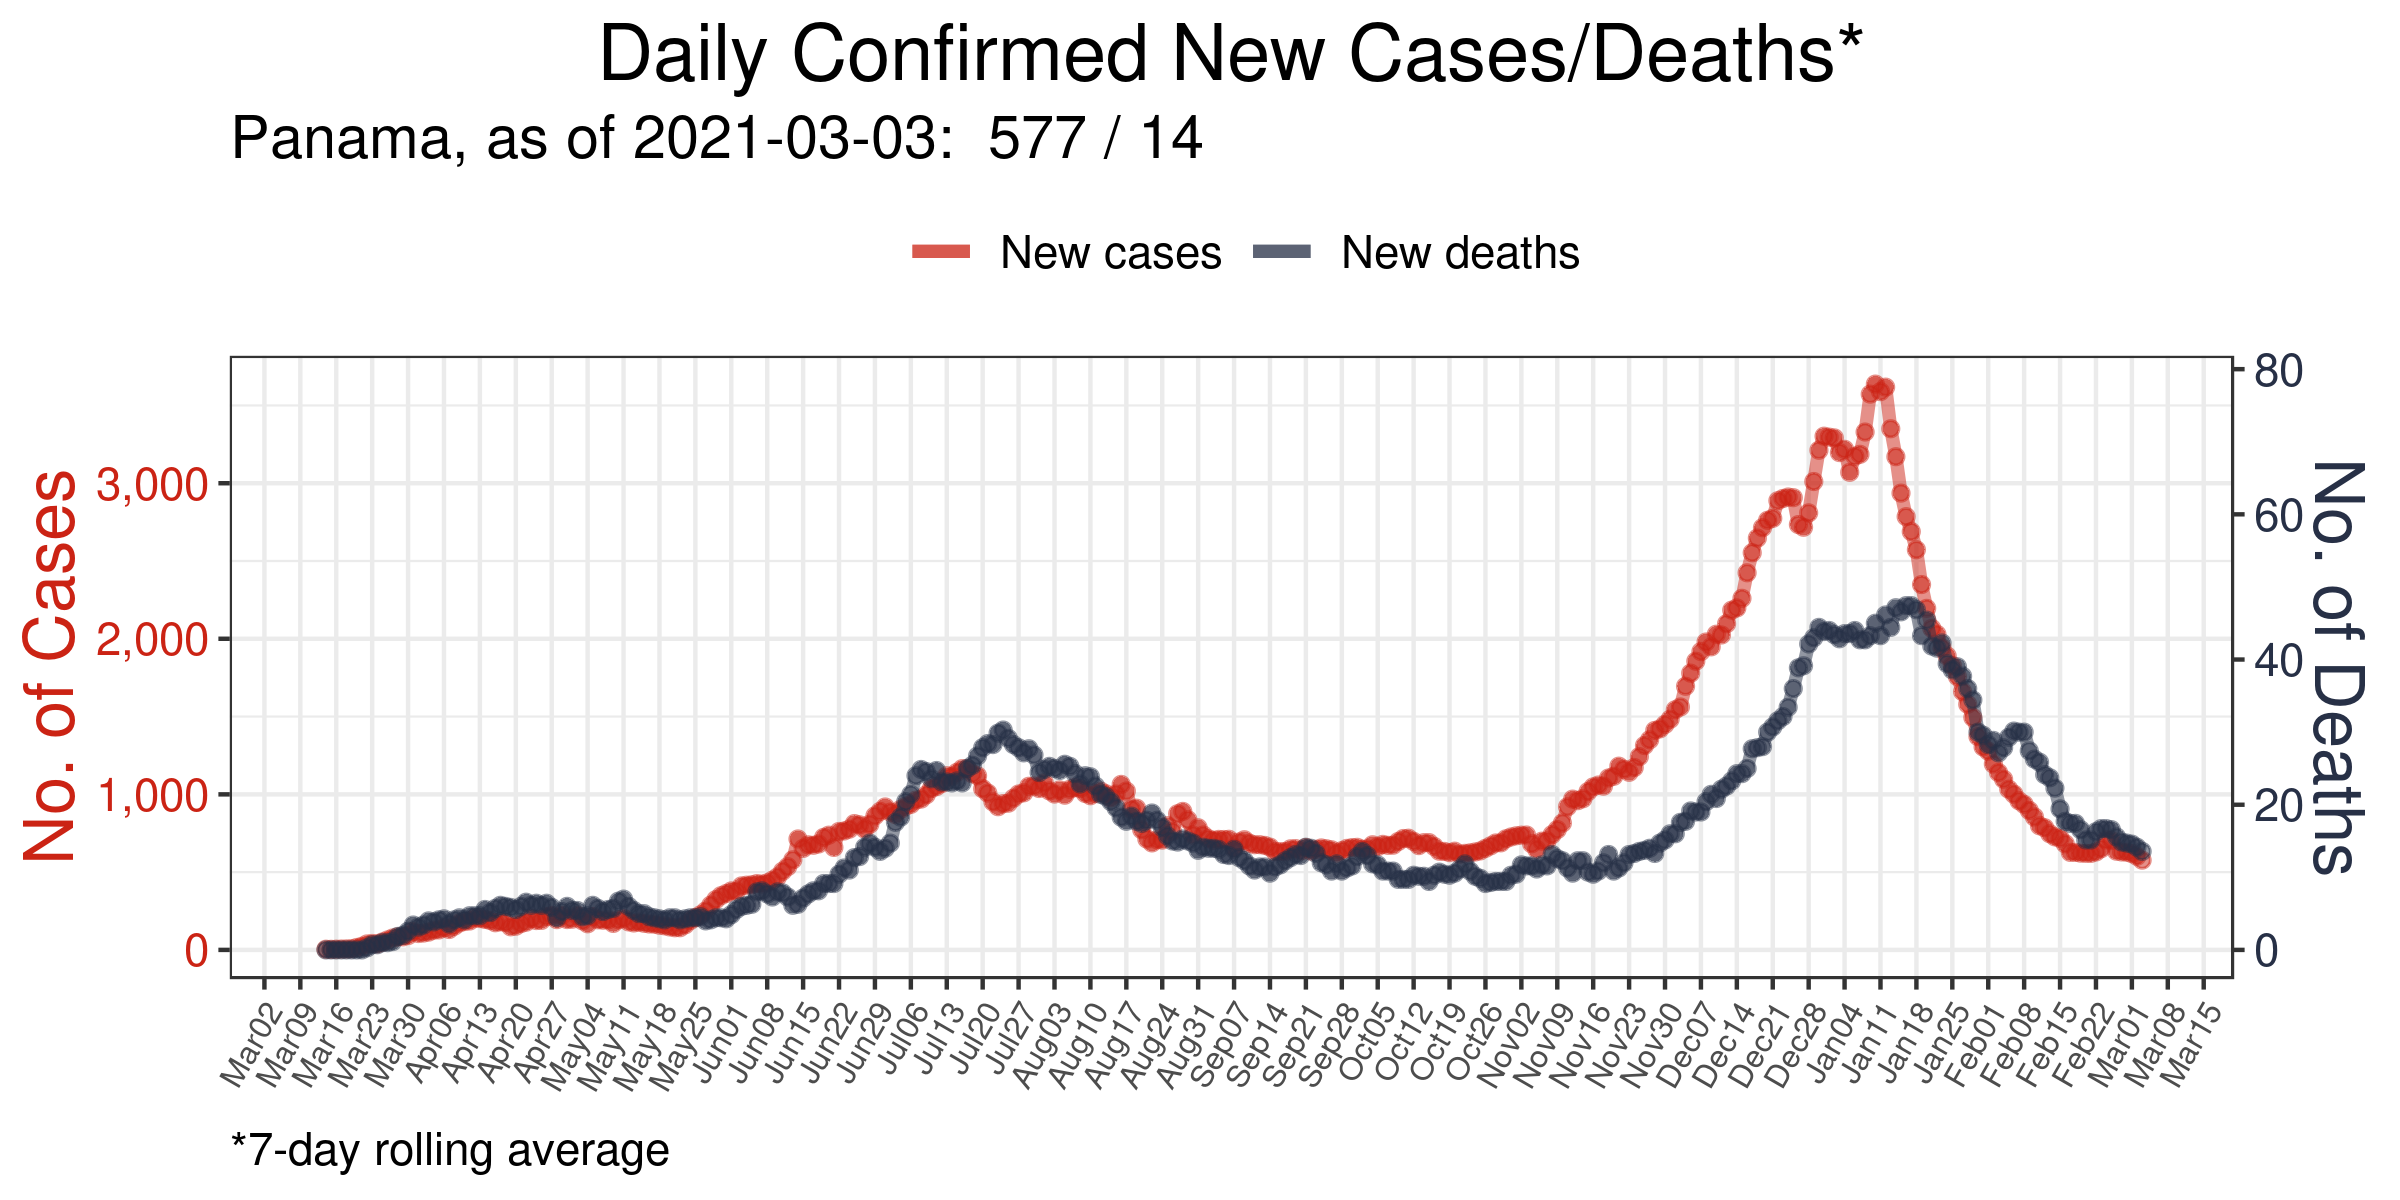 Daily Confirmed New Cases/Deaths*
Panama, as of 2021-03-03:  577 / 14
New cases New deaths
No. of Cases
3,000
2,000
1,000
0
80
60
40
20
0
No. of Deaths
Mar02 Mar09 Mar16 Mar23 Mar30 Apr06 Apr13 Apr20 Apr27 May04 May11 May18 May25 Jun01 Jun08 Jun15 Jun22 Jun29 Jul06 Jul13 Jul20 Jul27 Aug03 Aug10 Aug17 Aug24 Aug31 Sep07 Sep14 Sep21 Sep28 Oct05 Oct12 Oct19 Oct26 Nov02 Nov09 Nov16 Nov23 Nov30 Dec07 Dec14 Dec21 Dec28 Jan04 Jan11 Jan18 Jan25 Feb01 Feb08 Feb15 Feb22 Mar01 Mar08 Mar15
*7-day rolling average